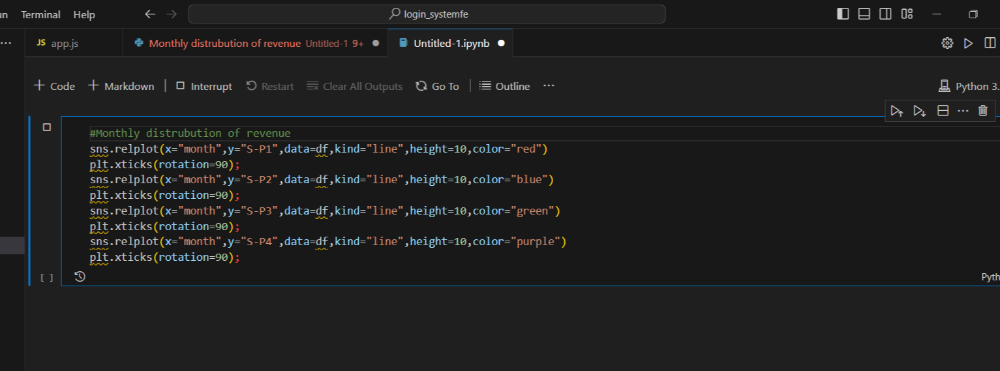 un Terminal Help login_systemfe
JS app.js Monthly distrubution of revenue Untitled-1 9+ Untitled-1.ipynb
Code Markdown Interrupt Restart Clear All Outputs Go To Outline ... Python 3.
#Monthly distrubution of revenue
sns.relplot(x="month",y="S-P1",data=df,kind="line",height=10,color="red")
plt.xticks(rotation=90);
sns.relplot(x="month",y="S-P2",data=df,kind="line",height=10,color="blue")
plt.xticks(rotation=90);
sns.relplot(x="month",y="S-P3",data=df,kind="line",height=10,color="green")
plt.xticks(rotation=90);
sns.relplot(x="month",y="S-P4",data=df,kind="line",height=10,color="purple")
plt.xticks(rotation=90);
[ ] Pyth